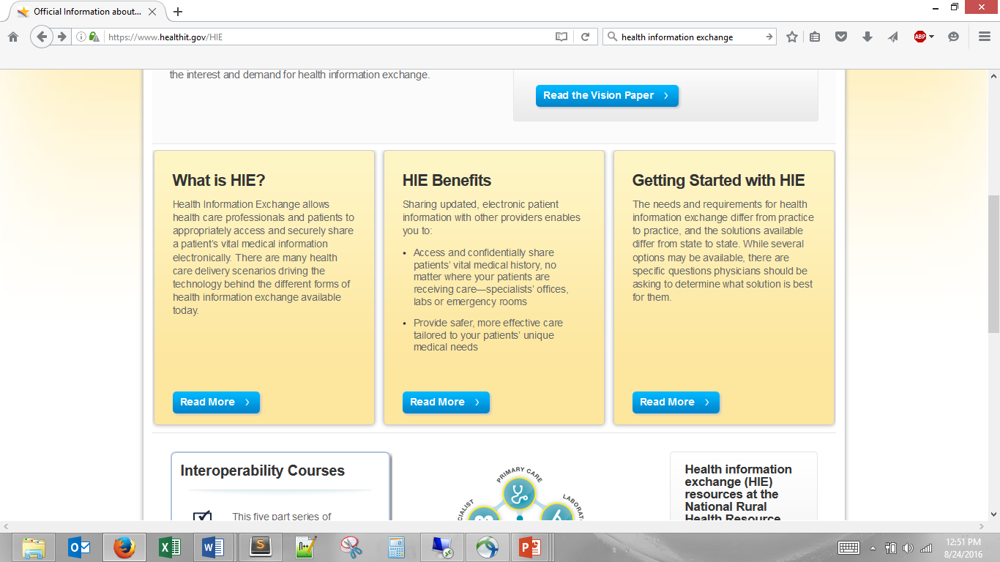 Official Information about...
https://www.healthit.gov/HIE
health information exchange
ABP
the interest and demand for health information exchange.
Read the Vision Paper
What is HIE?
Health Information Exchange allows
health care professionals and patients to
appropriately access and securely share
a patient’s vital medical information
electronically. There are many health
care delivery scenarios driving the
technology behind the different forms of
health information exchange available
today.
Read More
HIE Benefits
Sharing updated, electronic patient
information with other providers enables
you to:
• Access and confidentially share
patients’ vital medical history, no
matter where your patients are
receiving care—specialists’ offices,
labs or emergency rooms
• Provide safer, more effective care
tailored to your patients’ unique
medical needs
Read More
Getting Started with HIE
The needs and requirements for health
information exchange differ from practice
to practice, and the solutions available
differ from state to state. While several
options may be available, there are
specific questions physicians should be
asking to determine what solution is best
for them.
Read More
Interoperability Courses
This five part series of
PRIMARY CARE
Health information
exchange (HIE)
resources at the
National Rural
Health Resource
12:51 PM
8/24/2016